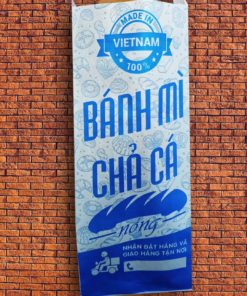 MADE IN
VIETNAM
100%
BÁNH MÌ
CHẢ CÁ
nóng
NHẬN ĐẶT HÀNG VÀ
GIAO HÀNG TẬN NƠI